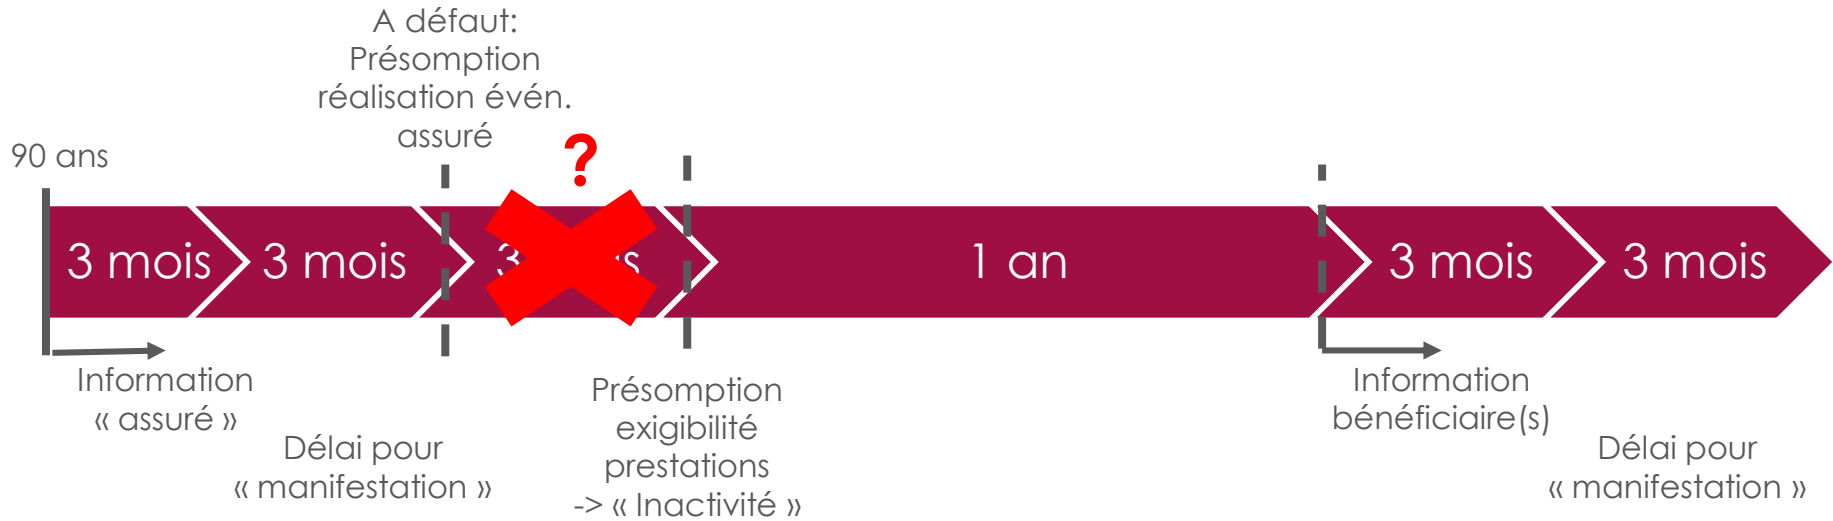 A défaut:
Présomption
réalisation évén.
assuré
90 ans
?
3 mois
3 mois
3
1 an
3 mois
3 mois
Information
« assuré »
Délai pour
« manifestation »
Présomption
exigibilité
prestations
-> « Inactivité »
Information
bénéficiaire(s)
Délai pour
« manifestation »